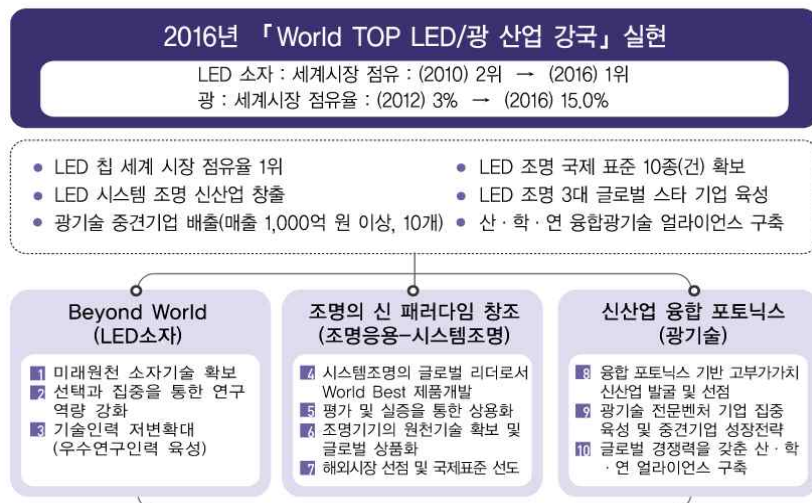 2016년 「World TOP LED/광 산업 강국」 실현
LED 소자 : 세계시장 점유 : (2010) 2위 → (2016) 1위
광 : 세계시장 점유율 : (2012) 3% → (2016) 15.0%
• LED 칩 세계 시장 점유율 1위
• LED 시스템 조명 신산업 창출
• 광기술 중견기업 배출(매출 1,000억 원 이상, 10개)
• LED 조명 국제 표준 10종(건) 확보
• LED 조명 3대 글로벌 스타 기업 육성
• 산 · 학 · 연 융합광기술 얼라이언스 구축
Beyond World
(LED소자)
1 미래원천 소자기술 확보
2 선택과 집중을 통한 연구
역량 강화
3 기술인력 저변확대
(우수연구인력 육성)
조명의 신 패러다임 창조
(조명응용-시스템조명)
4 시스템조명의 글로벌 리더로서
World Best 제품개발
5 평가 및 실증을 통한 상용화
6 조명기기의 원천기술 확보 및
글로벌 상품화
7 해외시장 선점 및 국제표준 선도
신산업 융합 포토닉스
(광기술)
8 융합 포토닉스 기반 고부가가치
신산업 발굴 및 선점
9 광기술 전문벤처 기업 집중
육성 및 중견기업 성장전략
10 글로벌 경쟁력을 갖춘 산 · 학
· 연 얼라이언스 구축